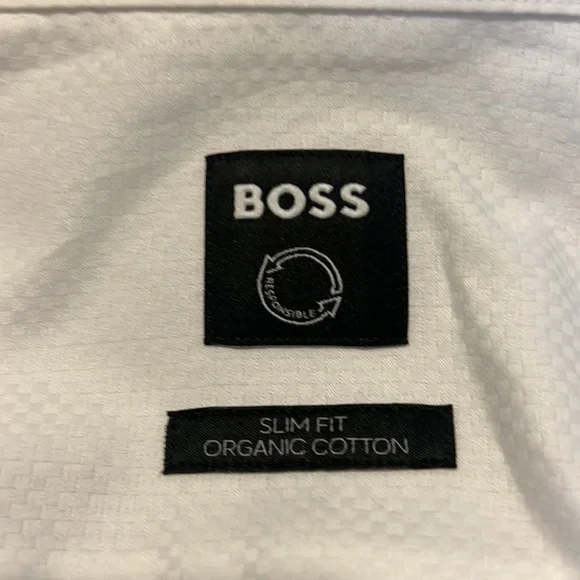 BOSS
RESPONSIBLE
SLIM FIT
ORGANIC COTTON